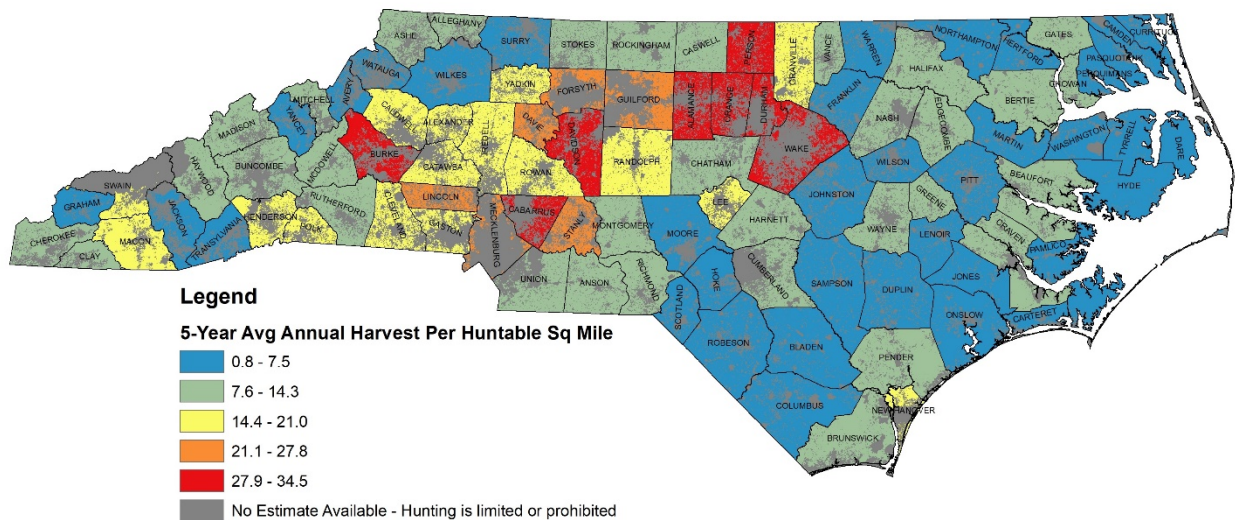 ALLEGHANY
ASHE
SURRY
STOKES
ROCKINGHAM
CASWELL
PERSON
GRANVILLE
VANCE
WARREN
NORTHAMPTON
HERTFORD
GATES
CAMDEN
CURRITUCK
PASQUOTANK
PERQUIMANS
CHOWAN
WATAUGA
WILKES
YADKIN
FORSYTH
GUILFORD
ALAMANCE
ORANGE
DURHAM
FRANKLIN
HALIFAX
BERTIE
MITCHELL
AVERY
YANCEY
CALDWELL
ALEXANDER
IREDELL
DAVIE
DAVIDSON
RANDOLPH
CHATHAM
WAKE
NASH
EDGECOMBE
MARTIN
WASHINGTON
TYRRELL
DARE
MADISON
BUNCOMBE
MCDOWELL
BURKE
CATAWBA
ROWAN
WILSON
PITT
BEAUFORT
HYDE
SWAIN
HAYWOOD
RUTHERFORD
LINCOLN
CABARRUS
STANLY
MONTGOMERY
MOORE
LEE
HARNETT
JOHNSTON
WAYNE
GREENE
LENOIR
CRAVEN
PAMLICO
GRAHAM
JACKSON
HENDERSON
POLK
CLEVELAND
GASTON
MECKLENBURG
CHEROKEE
CLAY
MACON
TRANSYLVANIA
UNION
ANSON
RICHMOND
SCOTLAND
HOKE
CUMBERLAND
SAMPSON
DUPLIN
JONES
ONSLOW
CARTERET
ROBESON
BLADEN
PENDER
COLUMBUS
NEW HANOVER
BRUNSWICK
Legend
5-Year Avg Annual Harvest Per Huntable Sq Mile
0.8 - 7.5
7.6 - 14.3
14.4 - 21.0
21.1 - 27.8
27.9 - 34.5
No Estimate Available - Hunting is limited or prohibited